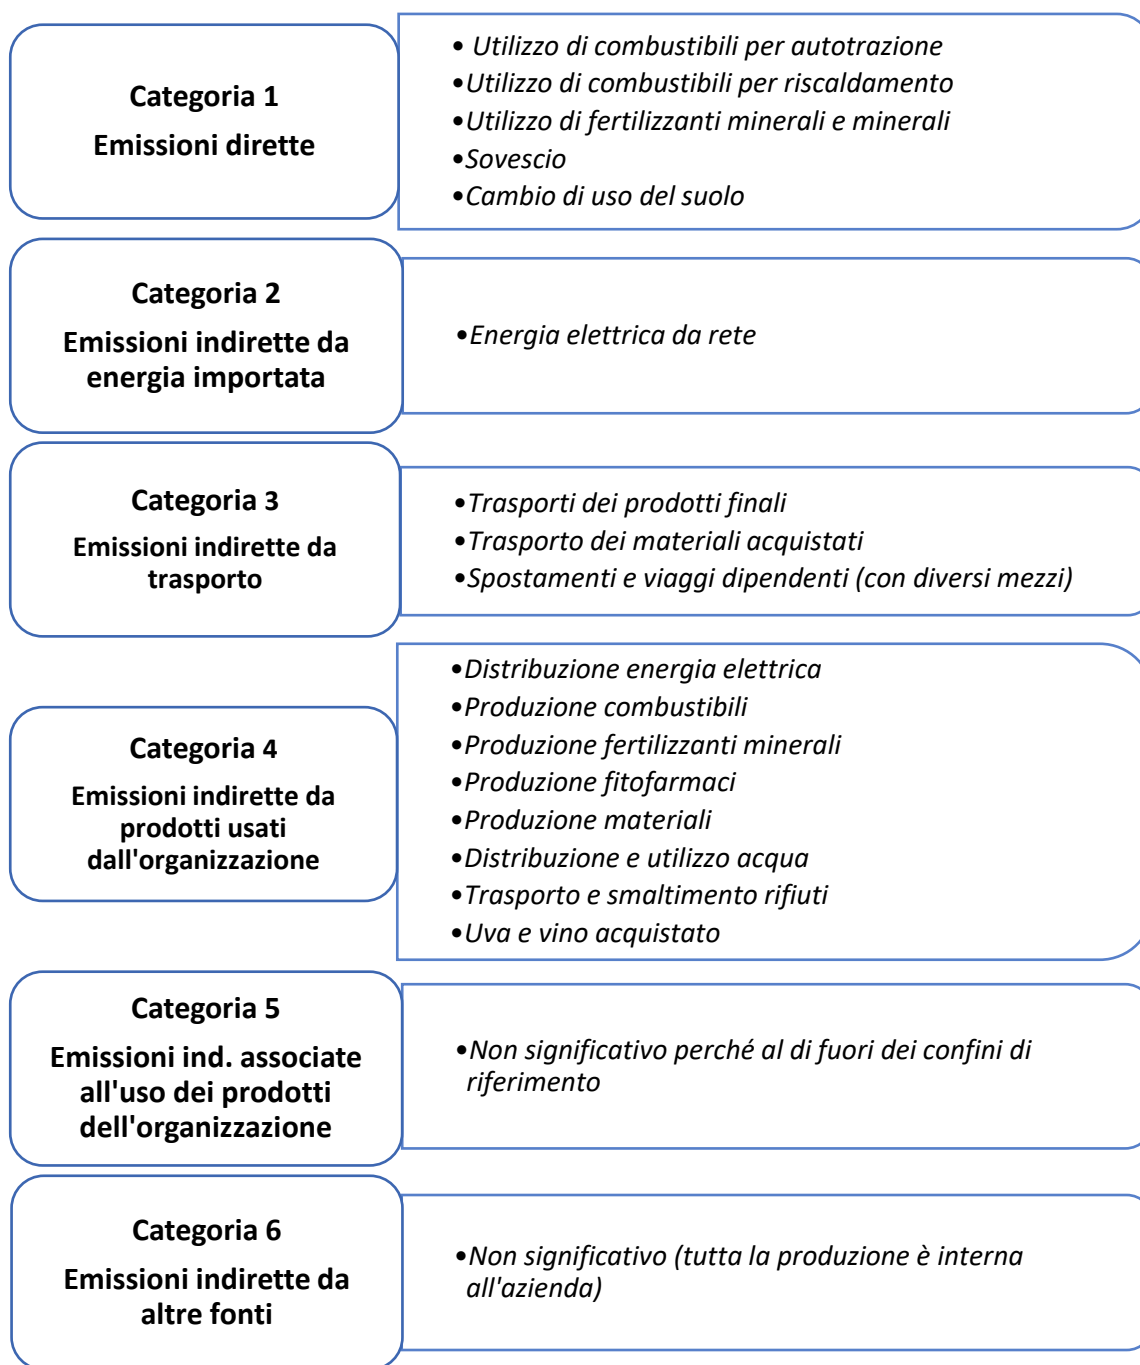 Categoria 1
Emissioni dirette
• Utilizzo di combustibili per autotrazione
•Utilizzo di combustibili per riscaldamento
•Utilizzo di fertilizzanti minerali e minerali
•Sovescio
•Cambio di uso del suolo
Categoria 2
Emissioni indirette da
energia importata
•Energia elettrica da rete
Categoria 3
Emissioni indirette da
trasporto
•Trasporti dei prodotti finali
•Trasporto dei materiali acquistati
•Spostamenti e viaggi dipendenti (con diversi mezzi)
Categoria 4
Emissioni indirette da
prodotti usati
dall'organizzazione
•Distribuzione energia elettrica
•Produzione combustibili
•Produzione fertilizzanti minerali
•Produzione fitofarmaci
•Produzione materiali
•Distribuzione e utilizzo acqua
•Trasporto e smaltimento rifiuti
•Uva e vino acquistato
Categoria 5
Emissioni ind. associate
all'uso dei prodotti
dell'organizzazione
•Non significativo perché al di fuori dei confini di
riferimento
Categoria 6
Emissioni indirette da
altre fonti
•Non significativo (tutta la produzione è interna
all'azienda)